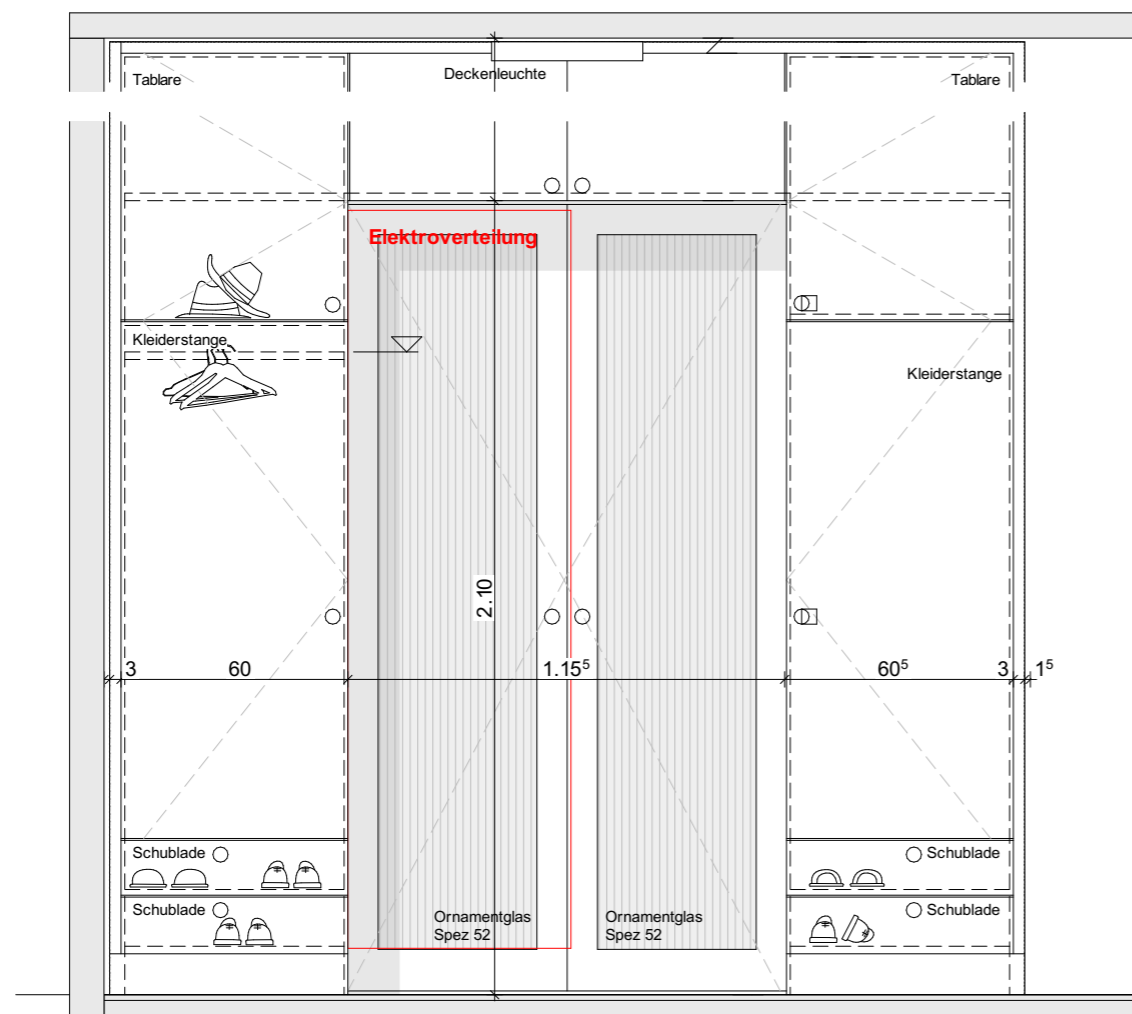 Tablare
Deckenleuchte
Tablare
Elektroverteilung
Kleiderstange
Kleiderstange
2.10
3
60
1.15⁵
60⁵
3
1⁵
Schublade
Schublade
Schublade
Schublade
Ornamentglas
Spez 52
Ornamentglas
Spez 52